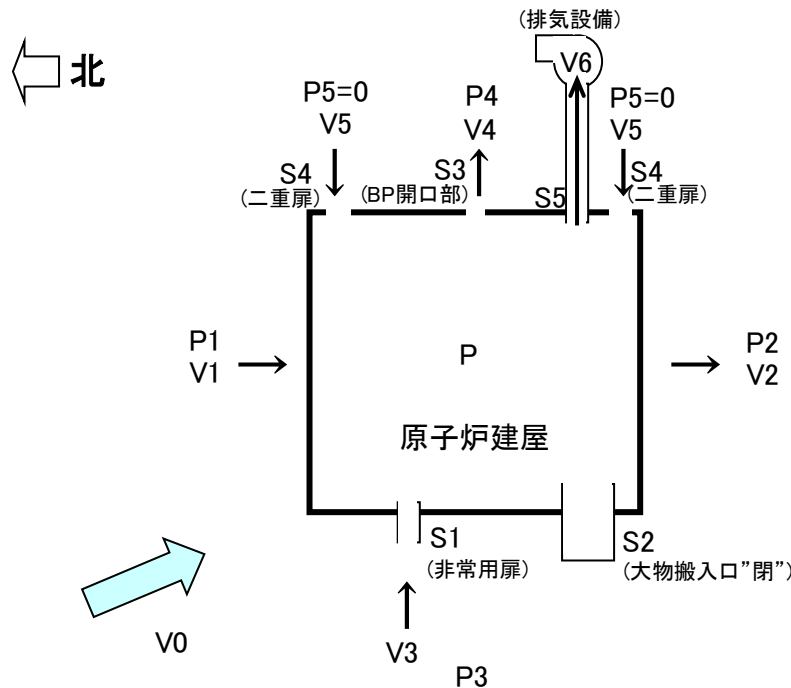 (排気設備)
北
V6
P5=0
V5
P4
V4
P5=0
V5
S4
(二重扉)
S3
(BP開口部)
S5
S4
(二重扉)
P1
V1
P
P2
V2
原子炉建屋
S1
(非常用扉)
S2
(大物搬入口”閉”)
V0
V3
P3